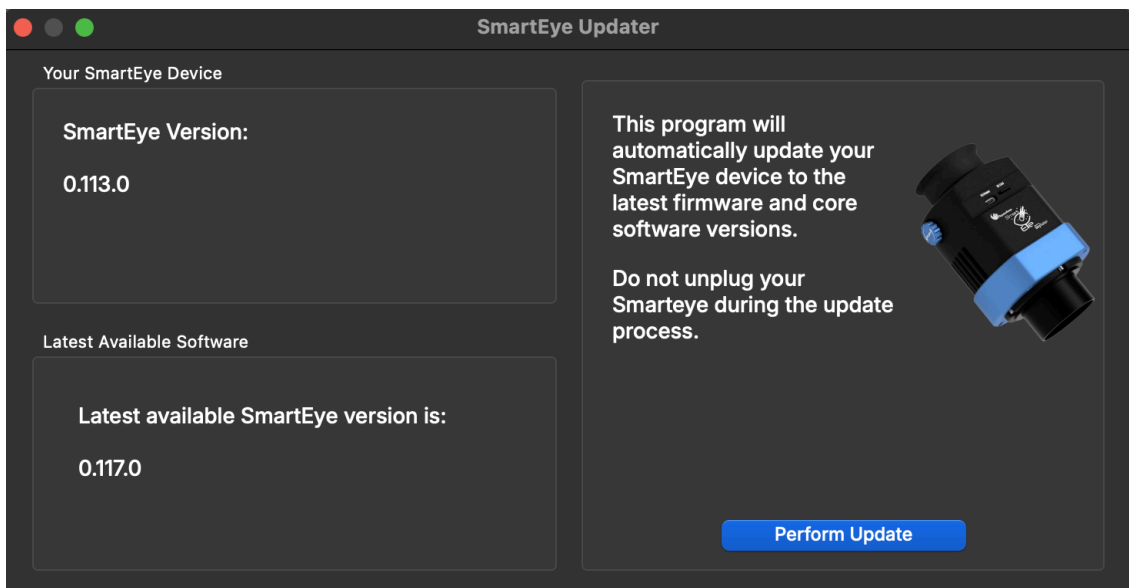 SmartEye Updater
Your SmartEye Device
SmartEye Version:
0.113.0
Latest Available Software
Latest available SmartEye version is:
0.117.0
This program will
automatically update your
SmartEye device to the
latest firmware and core
software versions.
Do not unplug your
Smarteye during the update
process.
Perform Update